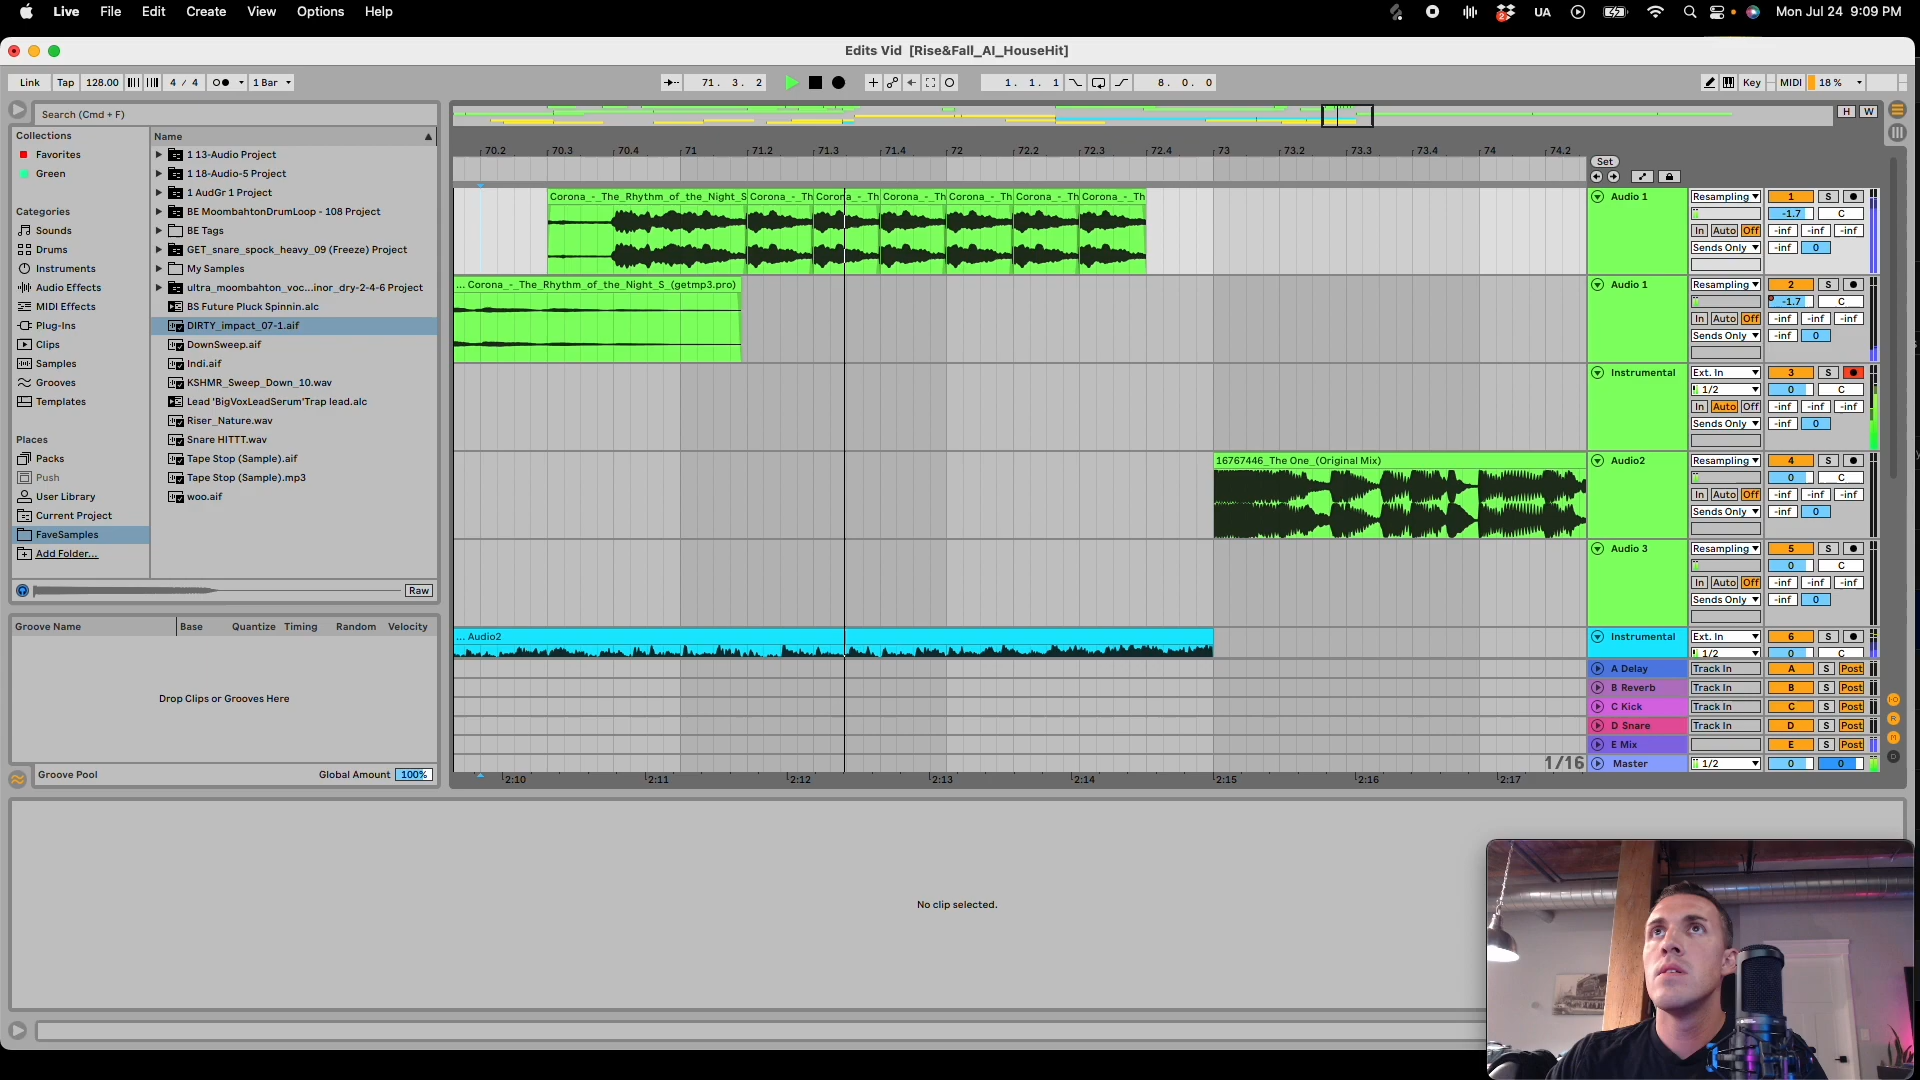 Live File Edit Create View Options Help
2 UA Mon Jul 24 9:09 PM
Edits Vid [Rise&Fall_AI_HouseHit]
Link Tap 128.00 4 / 4 1 Bar 71. 3. 2 1. 1. 1 8. 0. 0 Key MIDI 18 %
Search (Cmd + F)
H W
Collections
Favorites
Green
Categories
Sounds
Drums
Instruments
Audio Effects
MIDI Effects
Plug-Ins
Clips
Samples
Grooves
Templates
Places
Packs
Push
User Library
Current Project
FaveSamples
Add Folder...
Name
1 13-Audio Project
1 18-Audio-5 Project
1 AudGr 1 Project
BE MoombahtonDrumLoop - 108 Project
BE Tags
GET_snare_spock_heavy_09 (Freeze) Project
My Samples
ultra_moombahton_voc...inor_dry-2-4-6 Project
BS Future Pluck Spinnin.alc
DIRTY_impact_07-1.aif
DownSweep.aif
Indi.aif
KSHMR_Sweep_Down_10.wav
Lead 'BigVoxLeadSerum'Trap lead.alc
Riser_Nature.wav
Snare HITTT.wav
Tape Stop (Sample).aif
Tape Stop (Sample).mp3
woo.aif
Raw
Groove Name Base Quantize Timing Random Velocity
Drop Clips or Grooves Here
Groove Pool Global Amount 100%
70.2 70.3 70.4 71 71.2 71.3 71.4 72 72.2 72.3 72.4 73 73.2 73.3 73.4 74 74.2
Set
Corona_-_The_Rhythm_of_the_Night_S Corona_-_Th Corona_-_Th Corona_-_Th Corona_-_Th Corona_-_Th Corona_-_Th
Audio 1 Resampling 1 S
-1.7 C
In Auto Off -inf -inf -inf
Sends Only -inf 0
... Corona_-_The_Rhythm_of_the_Night_S_(getmp3.pro)
Audio 1 Resampling 2 S
-1.7 C
In Auto Off -inf -inf -inf
Sends Only -inf 0
Instrumental Ext. In 3 S
1/2 0 C
In Auto Off -inf -inf -inf
Sends Only -inf 0
16767446_The One_(Original Mix)
Audio2 Resampling 4 S
0 C
In Auto Off -inf -inf -inf
Sends Only -inf 0
Audio 3 Resampling 5 S
0 C
In Auto Off -inf -inf -inf
Sends Only -inf 0
... Audio2
Instrumental Ext. In 6 S
1/2 0 C
A Delay Track In A S Post
B Reverb Track In B S Post
C Kick Track In C S Post
D Snare Track In D S Post
E Mix E S Post
1/16 Master 1/2 0 0
2:10 2:11 2:12 2:13 2:14 2:15 2:16 2:17
No clip selected.